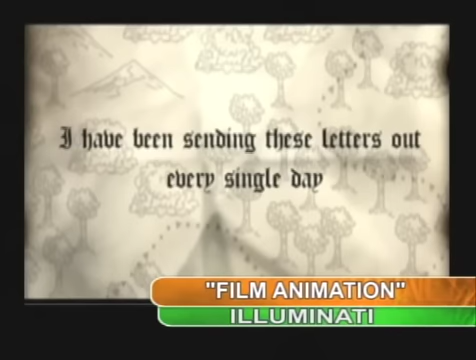 I have been sending these letters out
every single day
"FILM ANIMATION"
ILLUMINATI